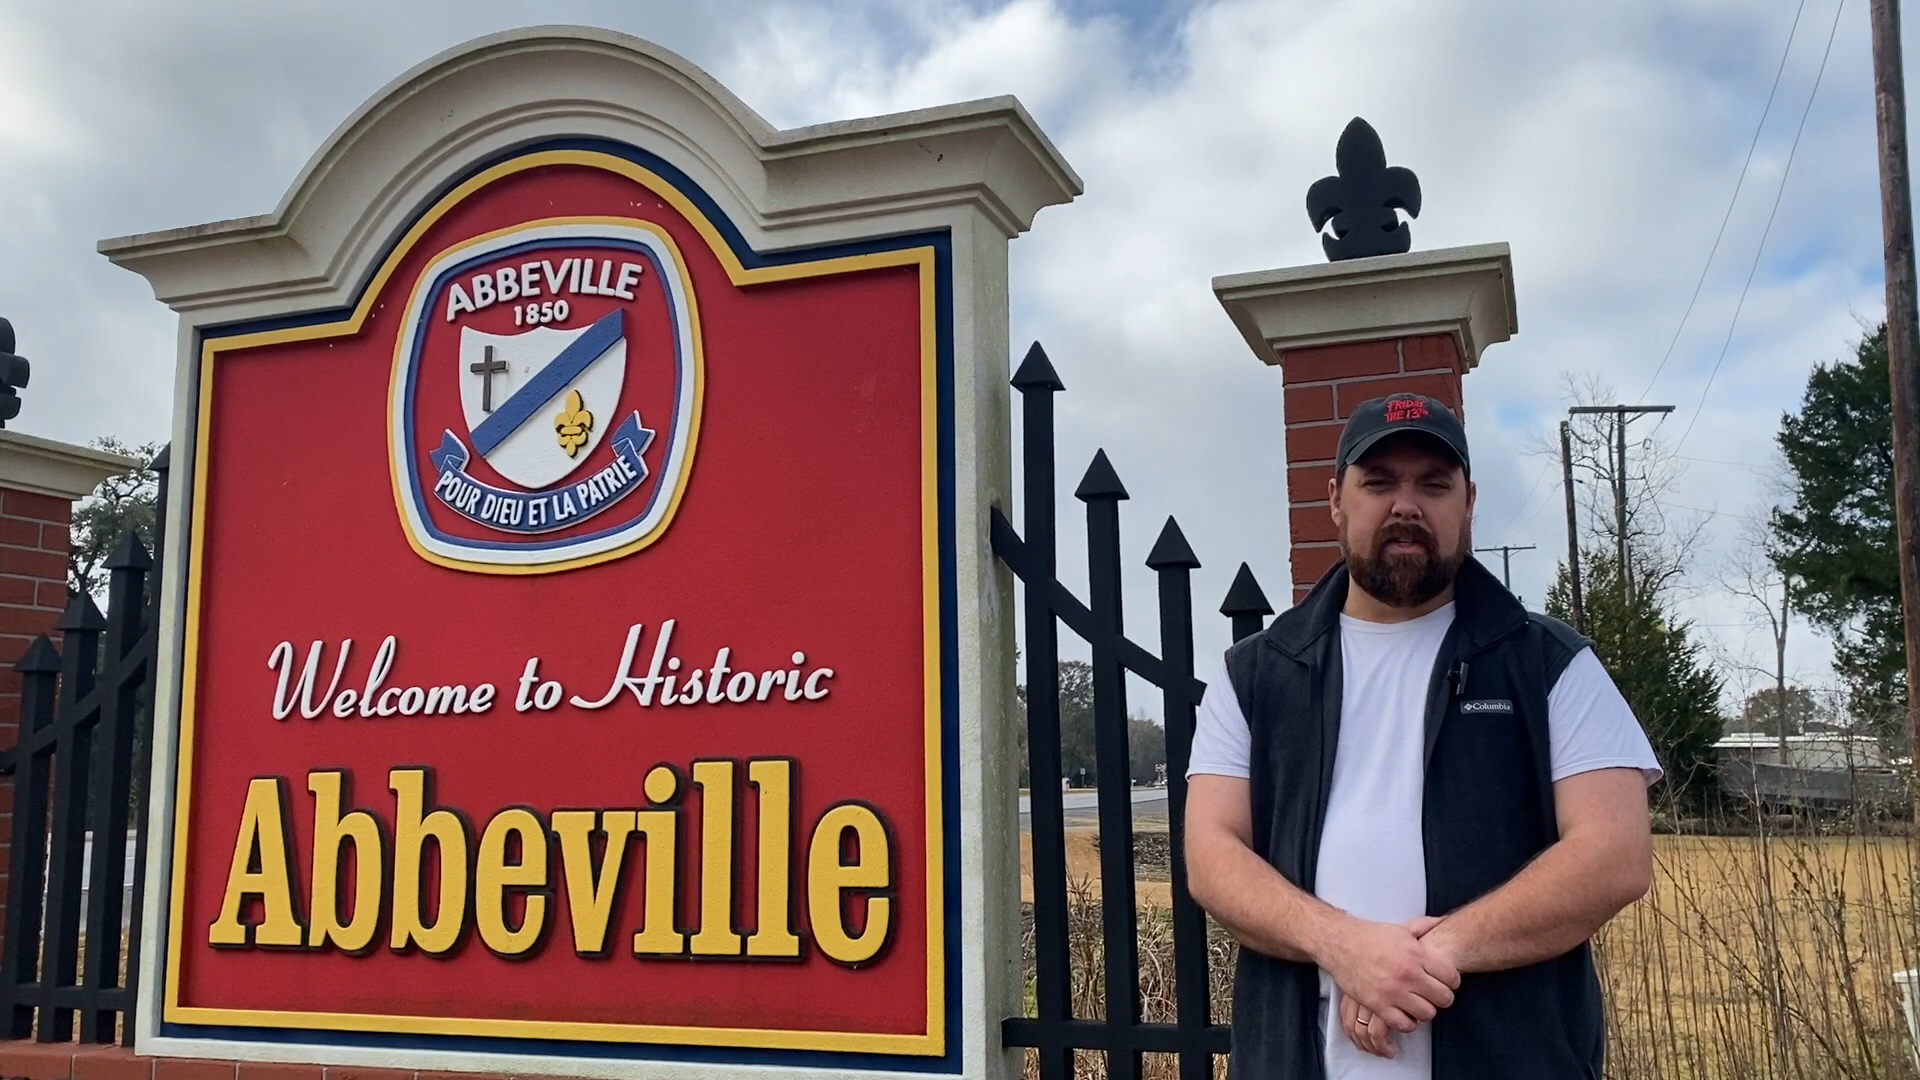 ABBEVILLE
1850
POUR DIEU ET LA PATRIE
Welcome to Historic
Abbeville
FRIDAY
THE 13TH
Columbia